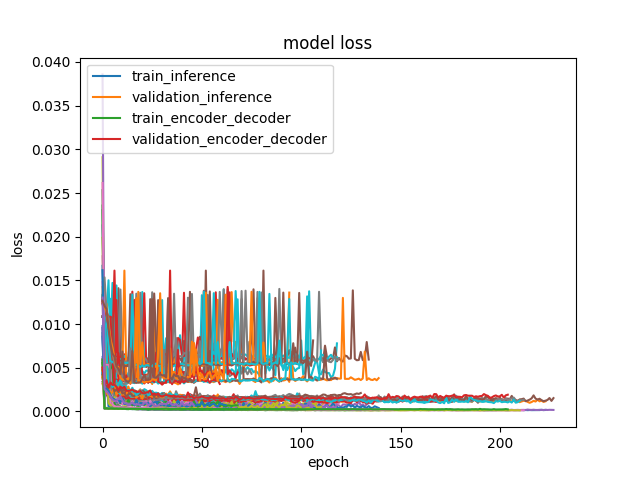 model loss
0.040
0.035
0.030
0.025
0.020
0.015
0.010
0.005
0.000
loss
train_inference
validation_inference
train_encoder_decoder
validation_encoder_decoder
0 50 100 150 200
epoch